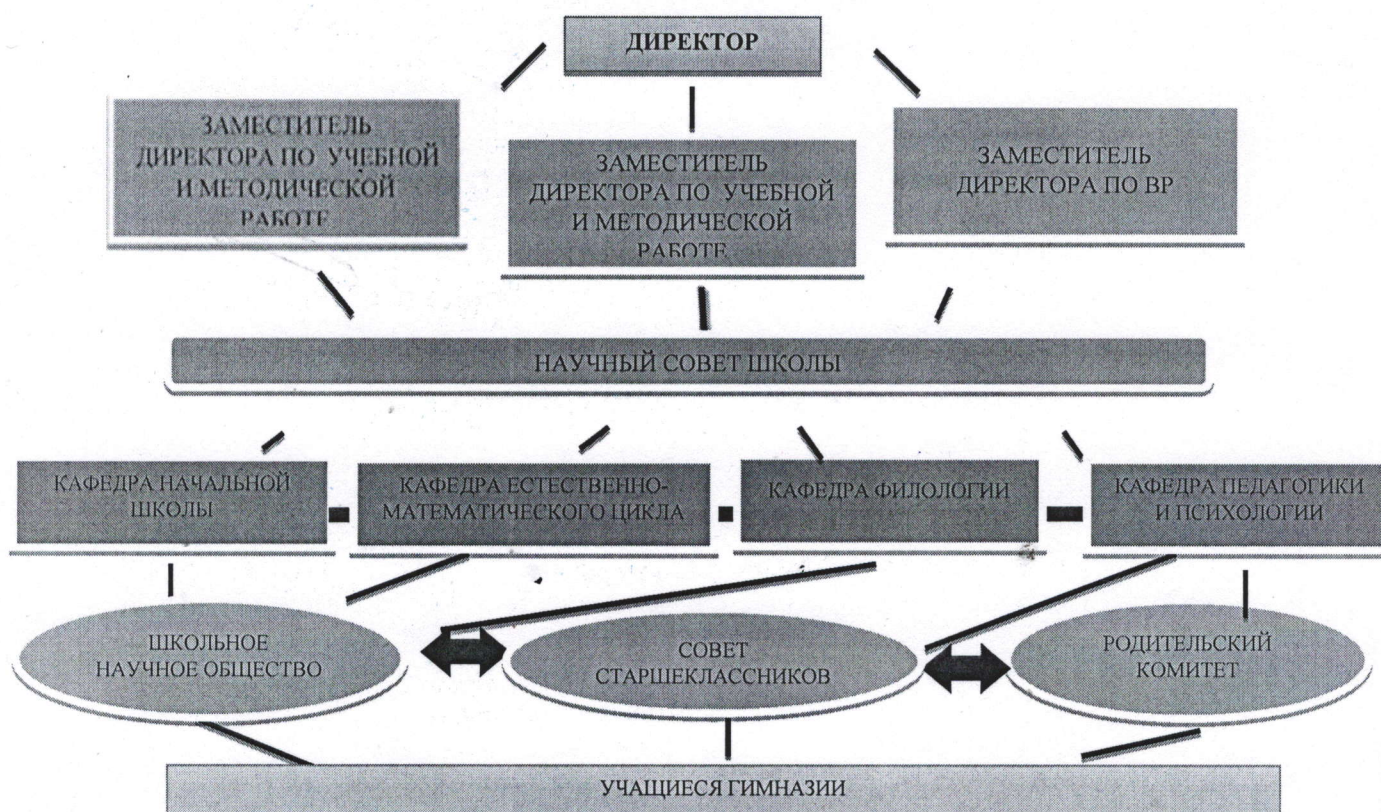 ДИРЕКТОР
ЗАМЕСТИТЕЛЬ
ДИРЕКТОРА ПО УЧЕБНОЙ
И МЕТОДИЧЕСКОЙ
РАБОТЕ
ЗАМЕСТИТЕЛЬ
ДИРЕКТОРА ПО УЧЕБНОЙ
И МЕТОДИЧЕСКОЙ
РАБОТЕ
ЗАМЕСТИТЕЛЬ
ДИРЕКТОРА ПО ВР
НАУЧНЫЙ СОВЕТ ШКОЛЫ
КАФЕДРА НАЧАЛЬНОЙ
ШКОЛЫ
КАФЕДРА ЕСТЕСТВЕННО-
МАТЕМАТИЧЕСКОГО ЦИКЛА
КАФЕДРА ФИЛОЛОГИИ
КАФЕДРА ПЕДАГОГИКИ
И ПСИХОЛОГИИ
ШКОЛЬНОЕ
НАУЧНОЕ ОБЩЕСТВО
СОВЕТ
СТАРШЕКЛАССНИКОВ
РОДИТЕЛЬСКИЙ
КОМИТЕТ
УЧАЩИЕСЯ ГИМНАЗИИ